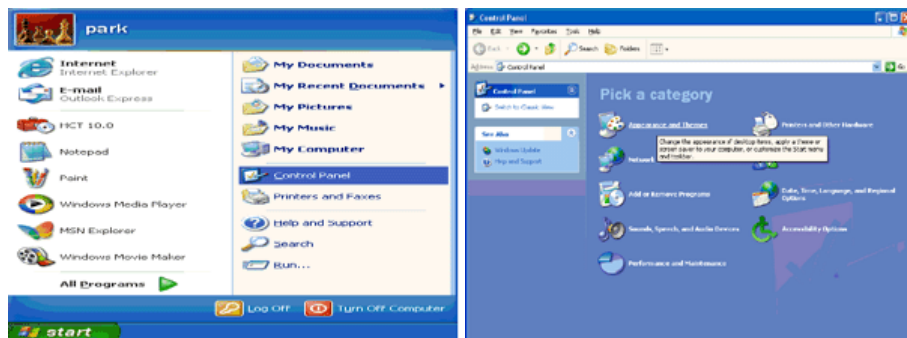 park
Internet
Internet Explorer
E-mail
Outlook Express
HCT 10.0
Notepad
Paint
Windows Media Player
MSN Explorer
Windows Movie Maker
All Programs
My Documents
My Recent Documents
My Pictures
My Music
My Computer
Control Panel
Printers and Faxes
Help and Support
Search
Run...
Log Off
Turn Off Computer
start
Control Panel
File Edit View Favorites Tools Help
Back Search Folders
Address Control Panel Go
Control Panel
Switch to Classic View
See Also
Windows Update
Help and Support
Pick a category
Appearance and Themes
Printers and Other Hardware
Change the appearance of desktop items, apply a theme or
screen saver to your computer, or customize the Start menu
and taskbar.
Network
Add or Remove Programs
Date, Time, Language, and Regional
Options
Sounds, Speech, and Audio Devices
Accessibility Options
Performance and Maintenance